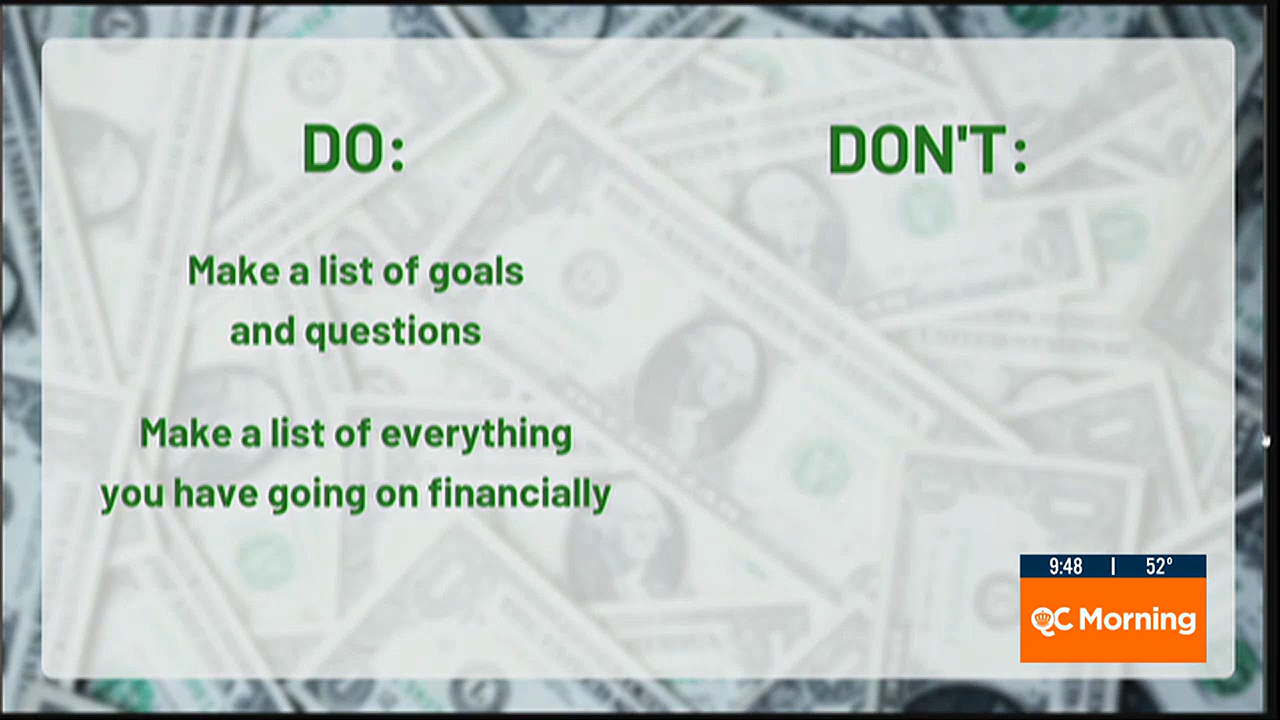 DO:
DON'T:
Make a list of goals
and questions
Make a list of everything
you have going on financially
9:48 | 52°
QC Morning